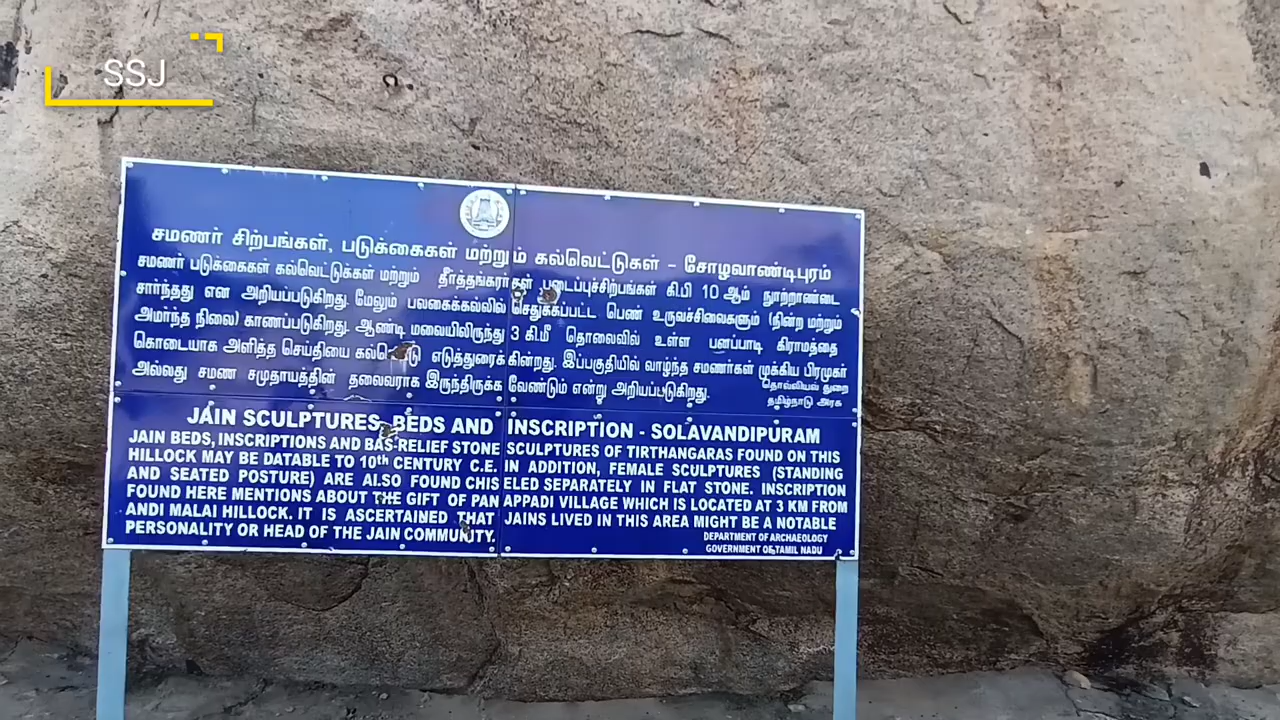 SSJ
சமணர் சிற்பங்கள், படுக்கைகள் மற்றும் கல்வெட்டுகள் – சோழவாண்டிபுரம்
சமணர் படுக்கைகள் கல்வெட்டுக்கள் மற்றும் தீர்த்தங்கராகள் படைப்புச்சிற்பங்கள் கி.பி 10 ஆம் நூற்றாண்டை
சார்ந்தது என அறியப்படுகிறது. மேலும் பலகைக்கல்லில் செதுக்கப்பட்ட பெண் உருவச்சிலைகளும் (நின்ற மற்றும்
அமர்ந்த நிலை) காணப்படுகிறது. ஆண்டி மலையிலிருந்து 3 கி.மீ தொலைவில் உள்ள பனப்பாடி கிராமத்தை
கொடையாக அளித்த செய்தியை எடுத்துரைக்கின்றது. இப்பகுதியில் வாழ்ந்த சமணர்கள் முக்கிய பிரமுகர்
அல்லது சமண சமுதாயத்தின் தலைவராக இருந்திருக்க வேண்டும் என்று அறியப்படுகிறது.
தொல்லியல் துறை
தமிழ்நாடு அரசு
JAIN SCULPTURES, BEDS AND INSCRIPTION - SOLAVANDIPURAM
JAIN BEDS, INSCRIPTIONS AND BAS-RELIEF STONE SCULPTURES OF TIRTHANGARAS FOUND ON THIS
HILLOCK MAY BE DATABLE TO 10th CENTURY C.E. IN ADDITION, FEMALE SCULPTURES (STANDING
AND SEATED POSTURE) ARE ALSO FOUND CHISELED SEPARATELY IN FLAT STONE. INSCRIPTION
FOUND HERE MENTIONS ABOUT THE GIFT OF PANAPPADI VILLAGE WHICH IS LOCATED AT 3 KM FROM
ANDI MALAI HILLOCK. IT IS ASCERTAINED THAT JAINS LIVED IN THIS AREA MIGHT BE A NOTABLE
PERSONALITY OR HEAD OF THE JAIN COMMUNITY.
DEPARTMENT OF ARCHAEOLOGY
GOVERNMENT OF TAMIL NADU